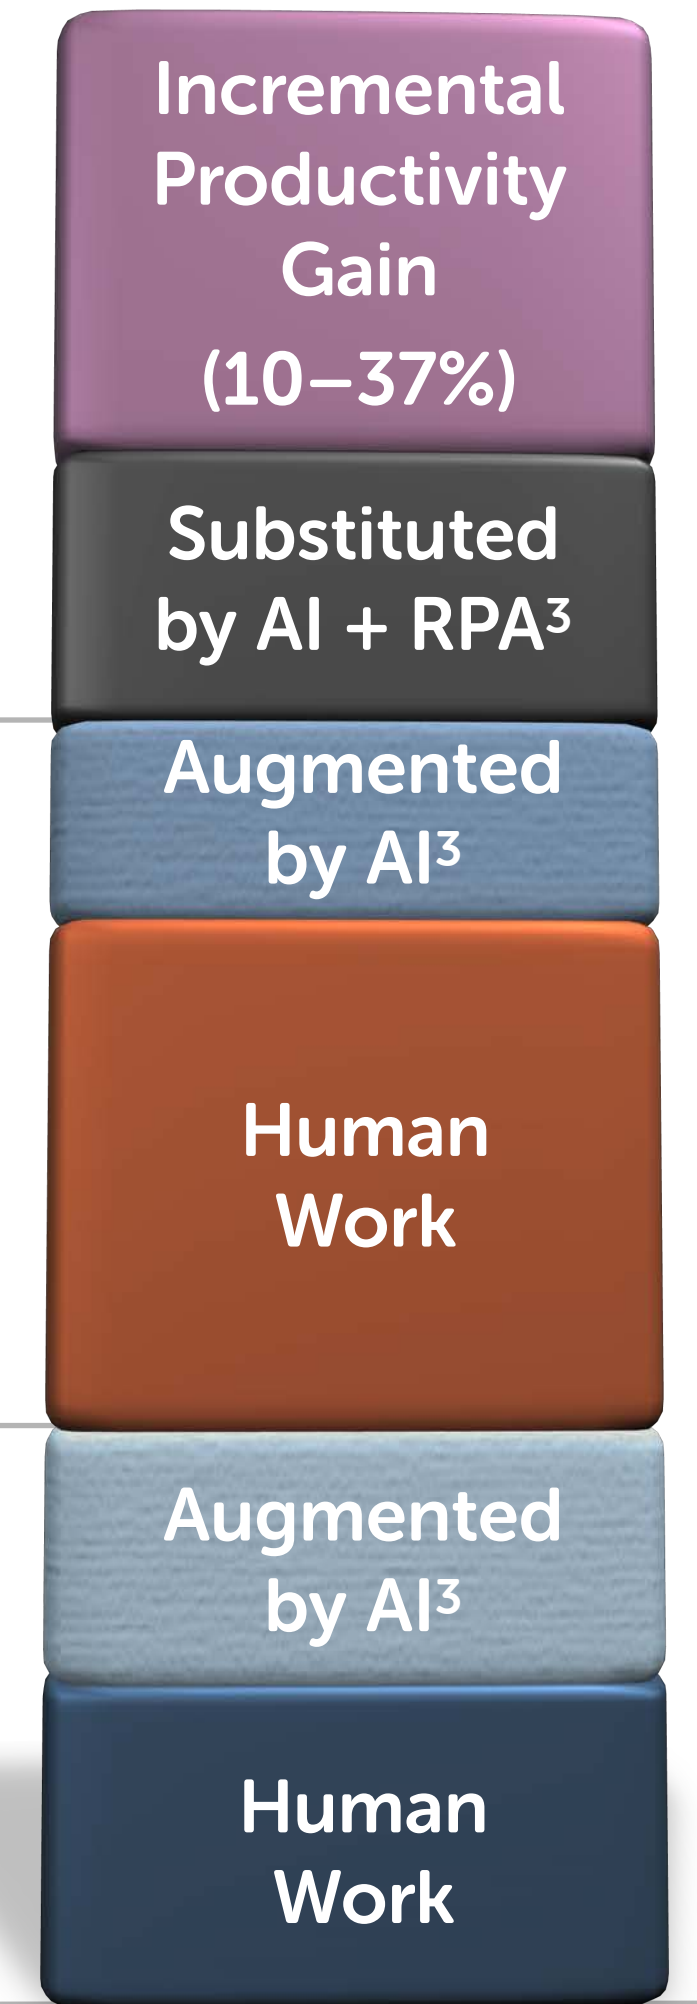 Incremental
Productivity
Gain
(10–37%)
Substituted
by AI + RPA³
Augmented
by AI³
Human
Work
Augmented
by AI³
Human
Work